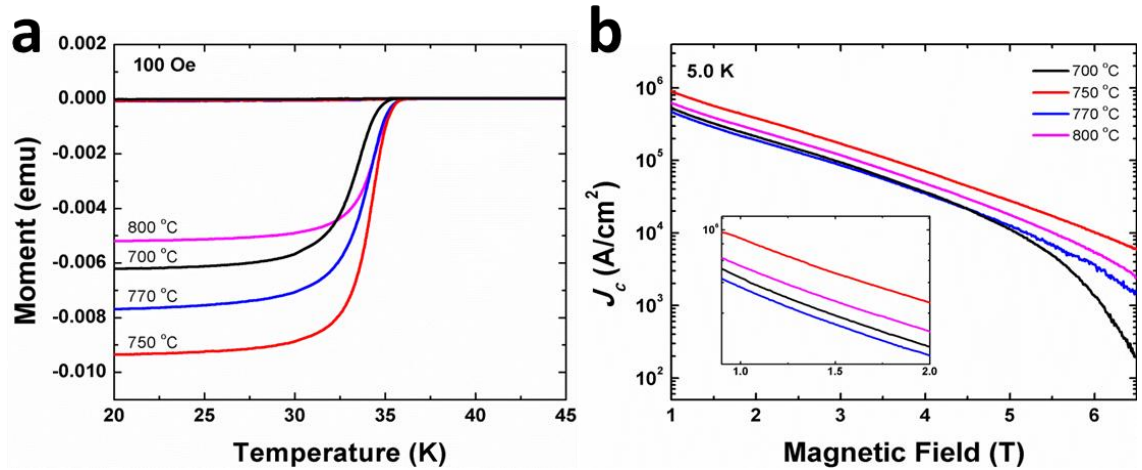 a
100 Oe
0.002
0.000
-0.002
-0.004
-0.006
-0.008
-0.010
Moment (emu)
800 °C
700 °C
770 °C
750 °C
20 25 30 35 40 45
Temperature (K)
b
5.0 K
700 °C
750 °C
770 °C
800 °C
10^6
10^5
10^4
10^3
10^2
J_c (A/cm^2)
10^6
1.0 1.5 2.0
1 2 3 4 5 6
Magnetic Field (T)